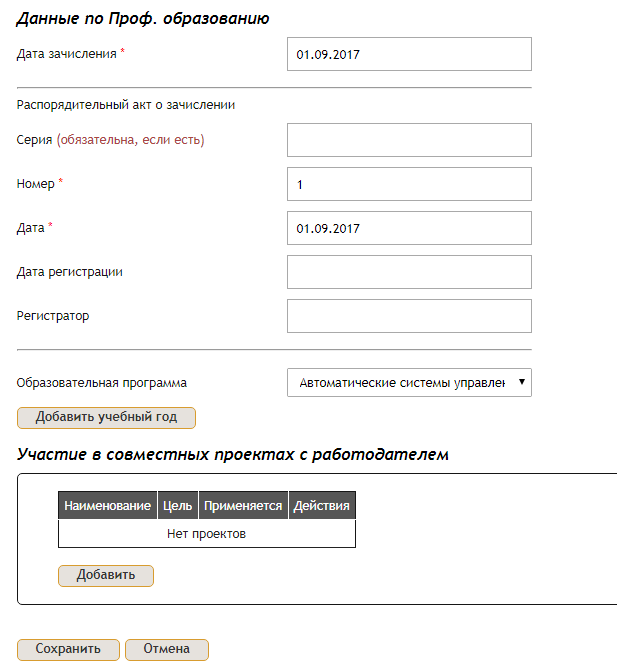 Данные по Проф. образованию
Дата зачисления * 01.09.2017
Распорядительный акт о зачислении
Серия (обязательна, если есть)
Номер * 1
Дата * 01.09.2017
Дата регистрации
Регистратор
Образовательная программа Автоматические системы управлен
Добавить учебный год
Участие в совместных проектах с работодателем
Наименование Цель Применяется Действия
Нет проектов
Добавить
Сохранить Отмена